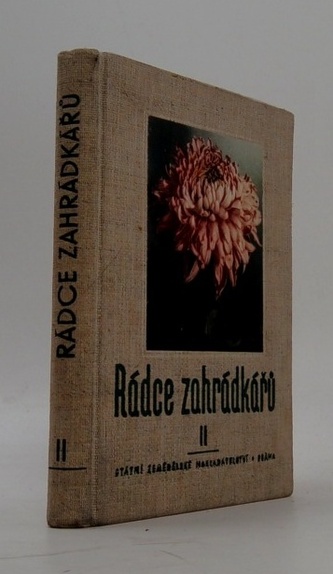 RÁDCE ZAHRÁDKÁŘŮ
II
Rádce zahrádkářů
II
STÁTNÍ ZEMĚDĚLSKÉ NAKLADATELSTVÍ • PRAHA